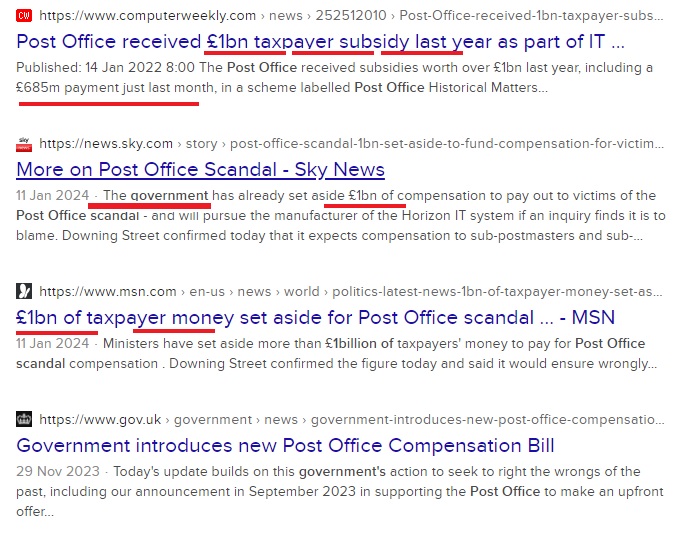 https://www.computerweekly.com › news › 252512010 › Post-Office-received-1bn-taxpayer-subs...
Post Office received £1bn taxpayer subsidy last year as part of IT ...
Published: 14 Jan 2022 8:00 The Post Office received subsidies worth over £1bn last year, including a
£685m payment just last month, in a scheme labelled Post Office Historical Matters...
https://news.sky.com › story › post-office-scandal-1bn-set-aside-to-fund-compensation-for-victim...
More on Post Office Scandal - Sky News
11 Jan 2024 · The government has already set aside £1bn of compensation to pay out to victims of the
Post Office scandal - and will pursue the manufacturer of the Horizon IT system if an inquiry finds it is to
blame. Downing Street confirmed today that it expects compensation to sub-postmasters and sub-...
https://www.msn.com › en-us › news › world › politics-latest-news-1bn-of-taxpayer-money-set-as...
£1bn of taxpayer money set aside for Post Office scandal ... - MSN
11 Jan 2024 · Ministers have set aside more than £1billion of taxpayers' money to pay for Post Office
scandal compensation . Downing Street confirmed the figure today and said it would ensure wrongly...
https://www.gov.uk › government › news › government-introduces-new-post-office-compensatio...
Government introduces new Post Office Compensation Bill
29 Nov 2023 · Today's update builds on this government's action to seek to right the wrongs of the
past, including our announcement in September 2023 in supporting the Post Office to make an upfront
offer...